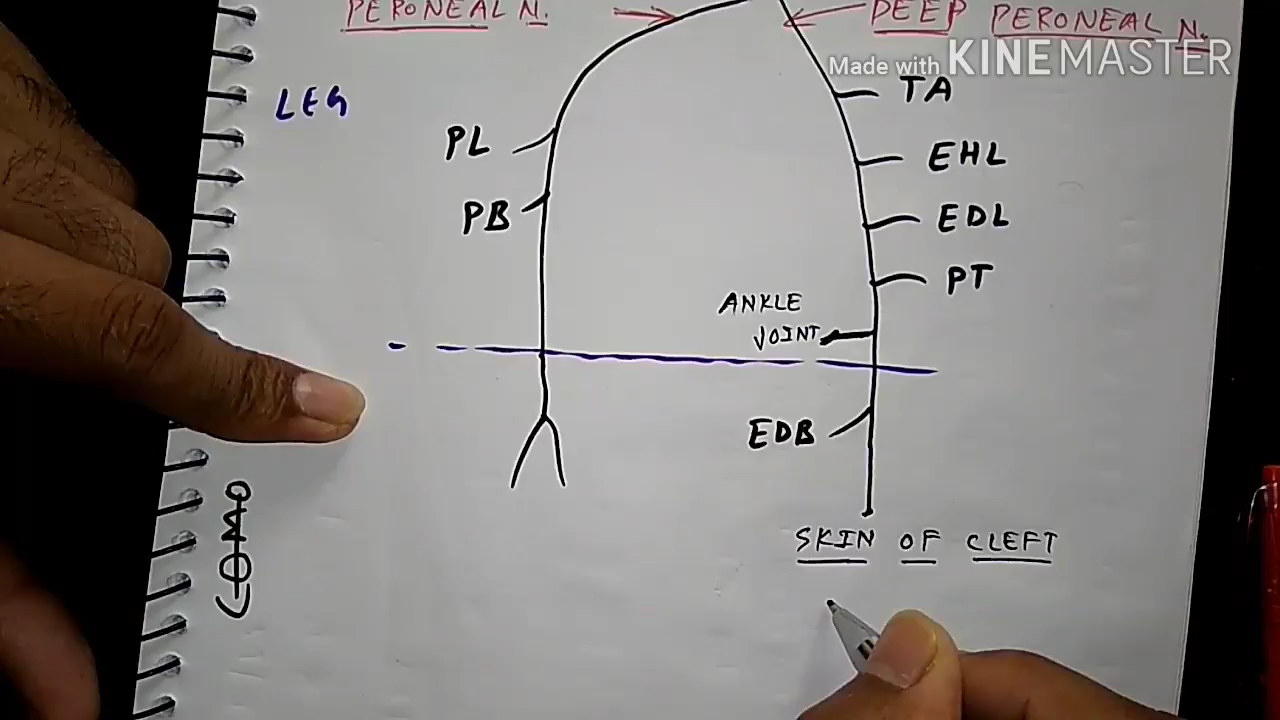 PERONEAL N.
DEEP PERONEAL N.
Made with KINEMASTER
LEG
TA
PL
EHL
PB
EDL
PT
ANKLE
JOINT
EDB
SKIN OF CLEFT